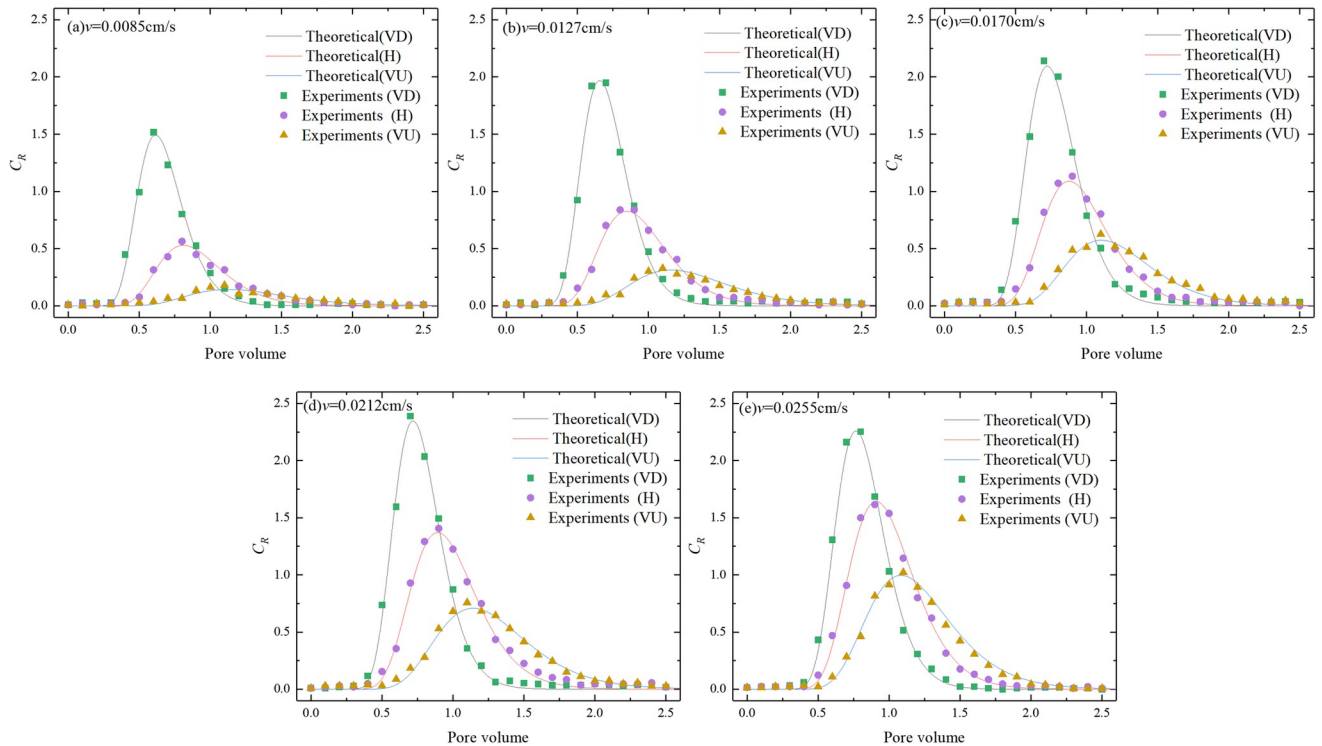 (a)v=0.0085cm/s
Theoretical(VD)
Theoretical(H)
Theoretical(VU)
Experiments (VD)
Experiments (H)
Experiments (VU)
2.5
2.0
1.5
1.0
0.5
0.0
C_R
0.0 0.5 1.0 1.5 2.0 2.5
Pore volume
(b)v=0.0127cm/s
Theoretical(VD)
Theoretical(H)
Theoretical(VU)
Experiments (VD)
Experiments (H)
Experiments (VU)
2.5
2.0
1.5
1.0
0.5
0.0
C_R
0.0 0.5 1.0 1.5 2.0 2.5
Pore volume
(c)v=0.0170cm/s
Theoretical(VD)
Theoretical(H)
Theoretical(VU)
Experiments (VD)
Experiments (H)
Experiments (VU)
2.5
2.0
1.5
1.0
0.5
0.0
C_R
0.0 0.5 1.0 1.5 2.0 2.5
Pore volume
(d)v=0.0212cm/s
Theoretical(VD)
Theoretical(H)
Theoretical(VU)
Experiments (VD)
Experiments (H)
Experiments (VU)
2.5
2.0
1.5
1.0
0.5
0.0
C_R
0.0 0.5 1.0 1.5 2.0 2.5
Pore volume
(e)v=0.0255cm/s
Theoretical(VD)
Theoretical(H)
Theoretical(VU)
Experiments (VD)
Experiments (H)
Experiments (VU)
2.5
2.0
1.5
1.0
0.5
0.0
C_R
0.0 0.5 1.0 1.5 2.0 2.5
Pore volume